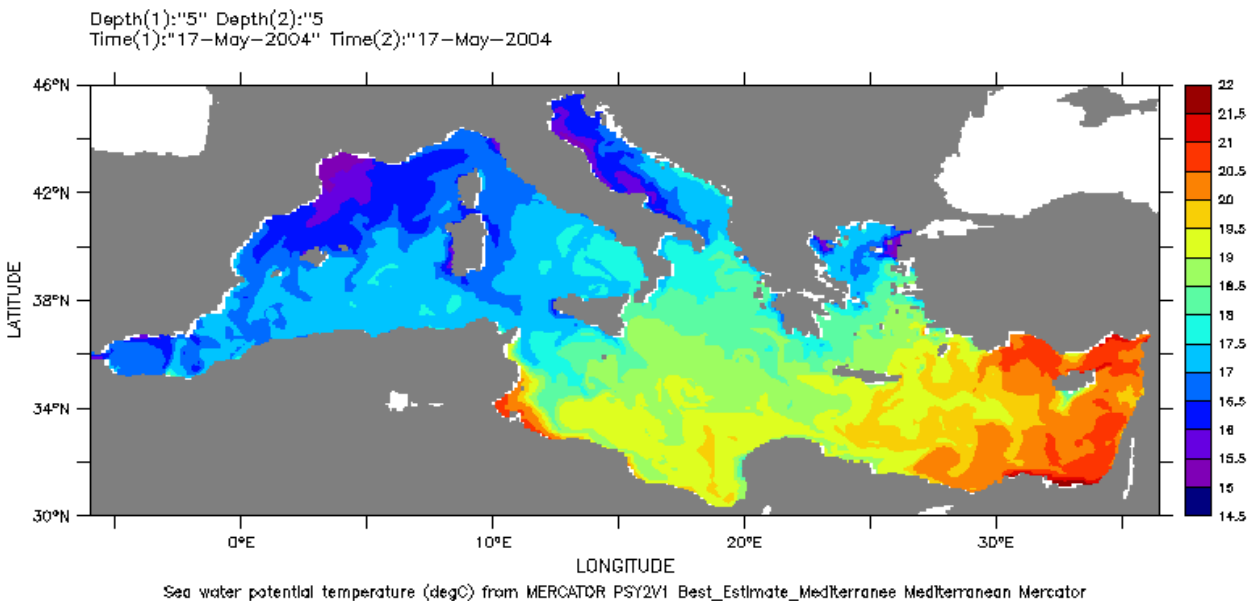 Depth(1):"5" Depth(2):"5
Time(1):"17-May-2004" Time(2):"17-May-2004
46°N
42°N
38°N
34°N
30°N
LATITUDE
0°E
10°E
20°E
30°E
LONGITUDE
22
21.5
21
20.5
20
19.5
19
18.5
18
17.5
17
16.5
16
15.5
15
14.5
Sea water potential temperature (degC) from MERCATOR PSY2V1 Best_Estimate_Mediterranee Mediterranean Mercator